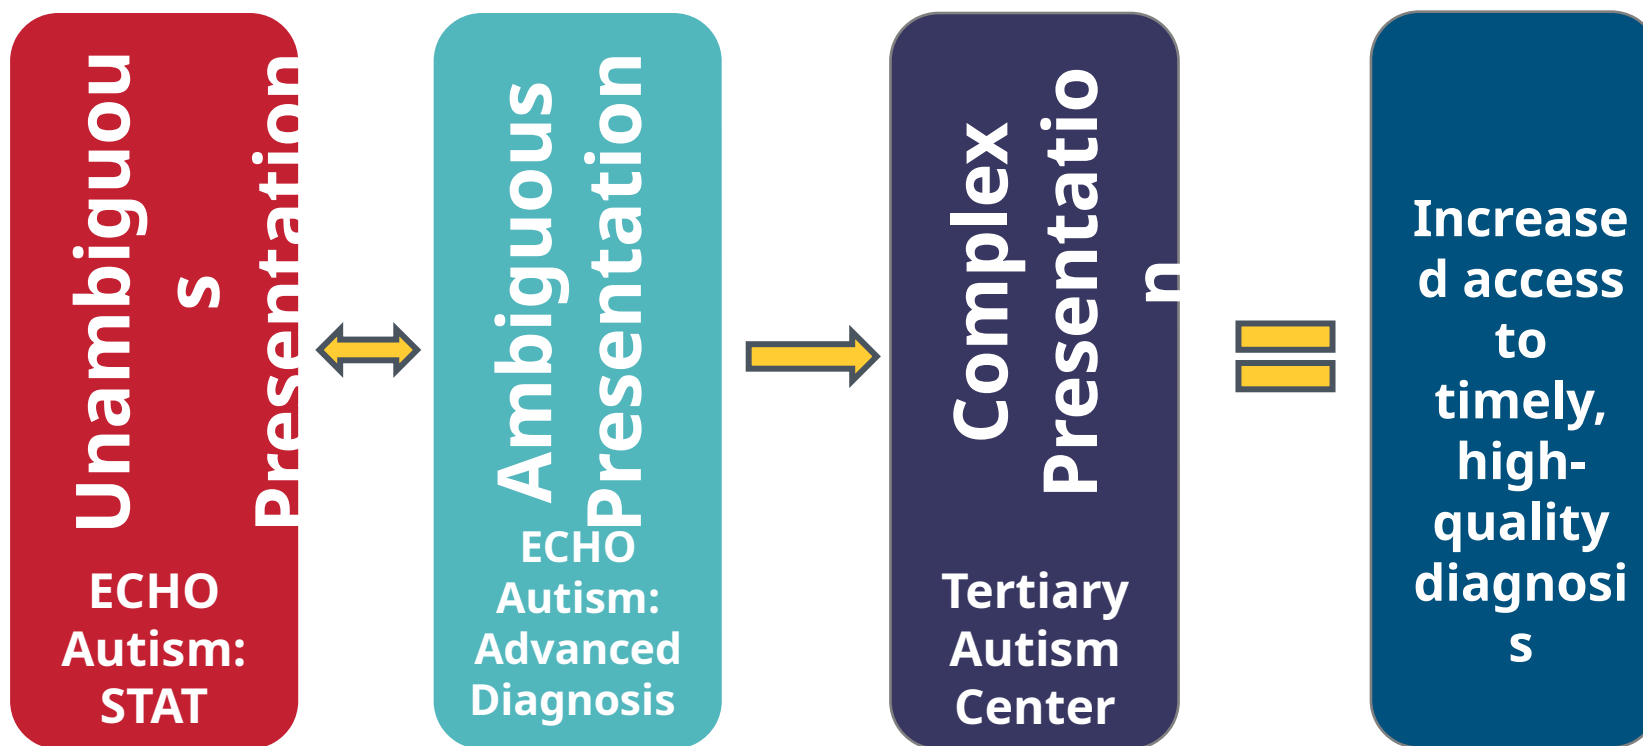 Unambiguou
s
Presentation
ECHO
Autism:
STAT
Ambiguous
Presentation
ECHO
Autism:
Advanced
Diagnosis
Complex
Presentatio
n
Tertiary
Autism
Center
Increase
d access
to
timely,
high-
quality
diagnosi
s